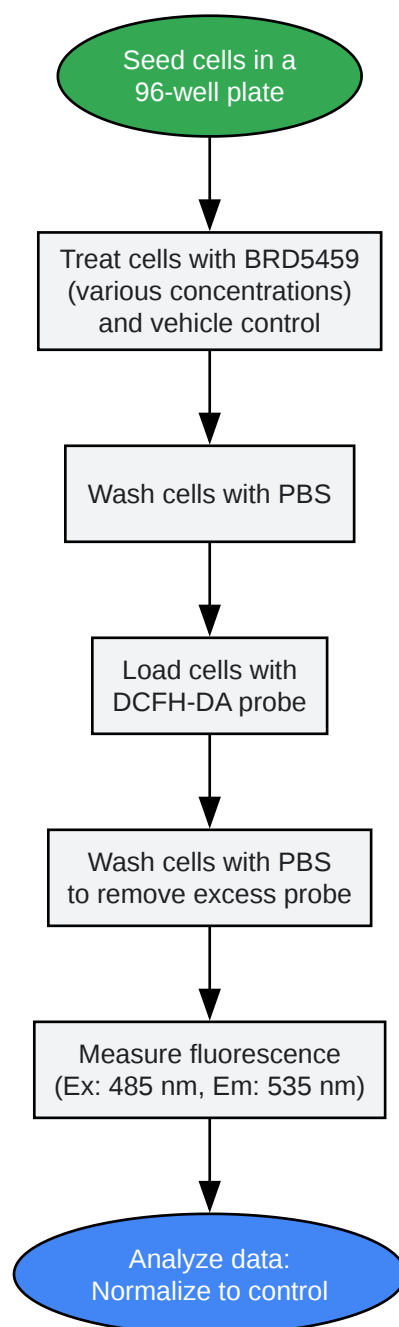 Seed cells in a
96-well plate
Treat cells with BRD5459
(various concentrations)
and vehicle control
Wash cells with PBS
Load cells with
DCFH-DA probe
Wash cells with PBS
to remove excess probe
Measure fluorescence
(Ex: 485 nm, Em: 535 nm)
Analyze data:
Normalize to control